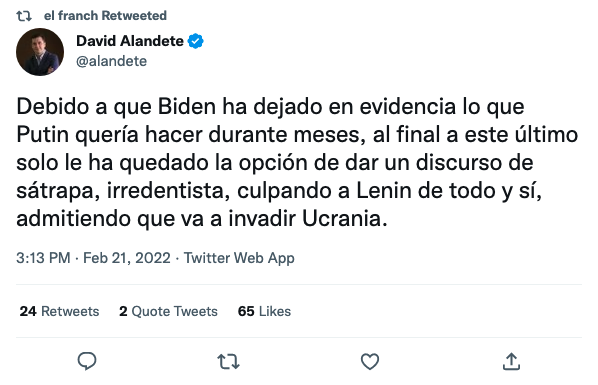 el franch Retweeted
David Alandete
@alandete
Debido a que Biden ha dejado en evidencia lo que
Putin quería hacer durante meses, al final a este último
solo le ha quedado la opción de dar un discurso de
sátrapa, irredentista, culpando a Lenin de todo y sí,
admitiendo que va a invadir Ucrania.
3:13 PM · Feb 21, 2022 · Twitter Web App
24 Retweets 2 Quote Tweets 65 Likes